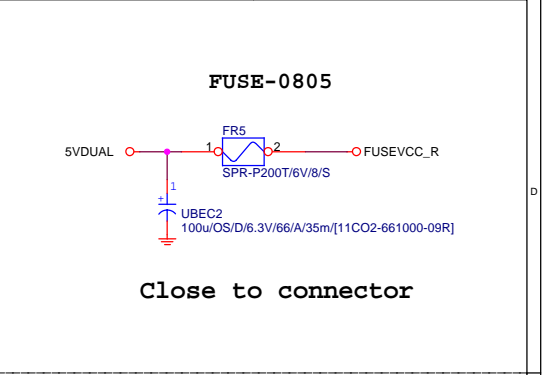 FUSE-0805
FR5
5VDUAL 1 2 FUSEVCC_R
SPR-P200T/6V/8/S
1
+
UBEC2
100u/OS/D/6.3V/66/A/35m/[11CO2-661000-09R]
D
Close to connector